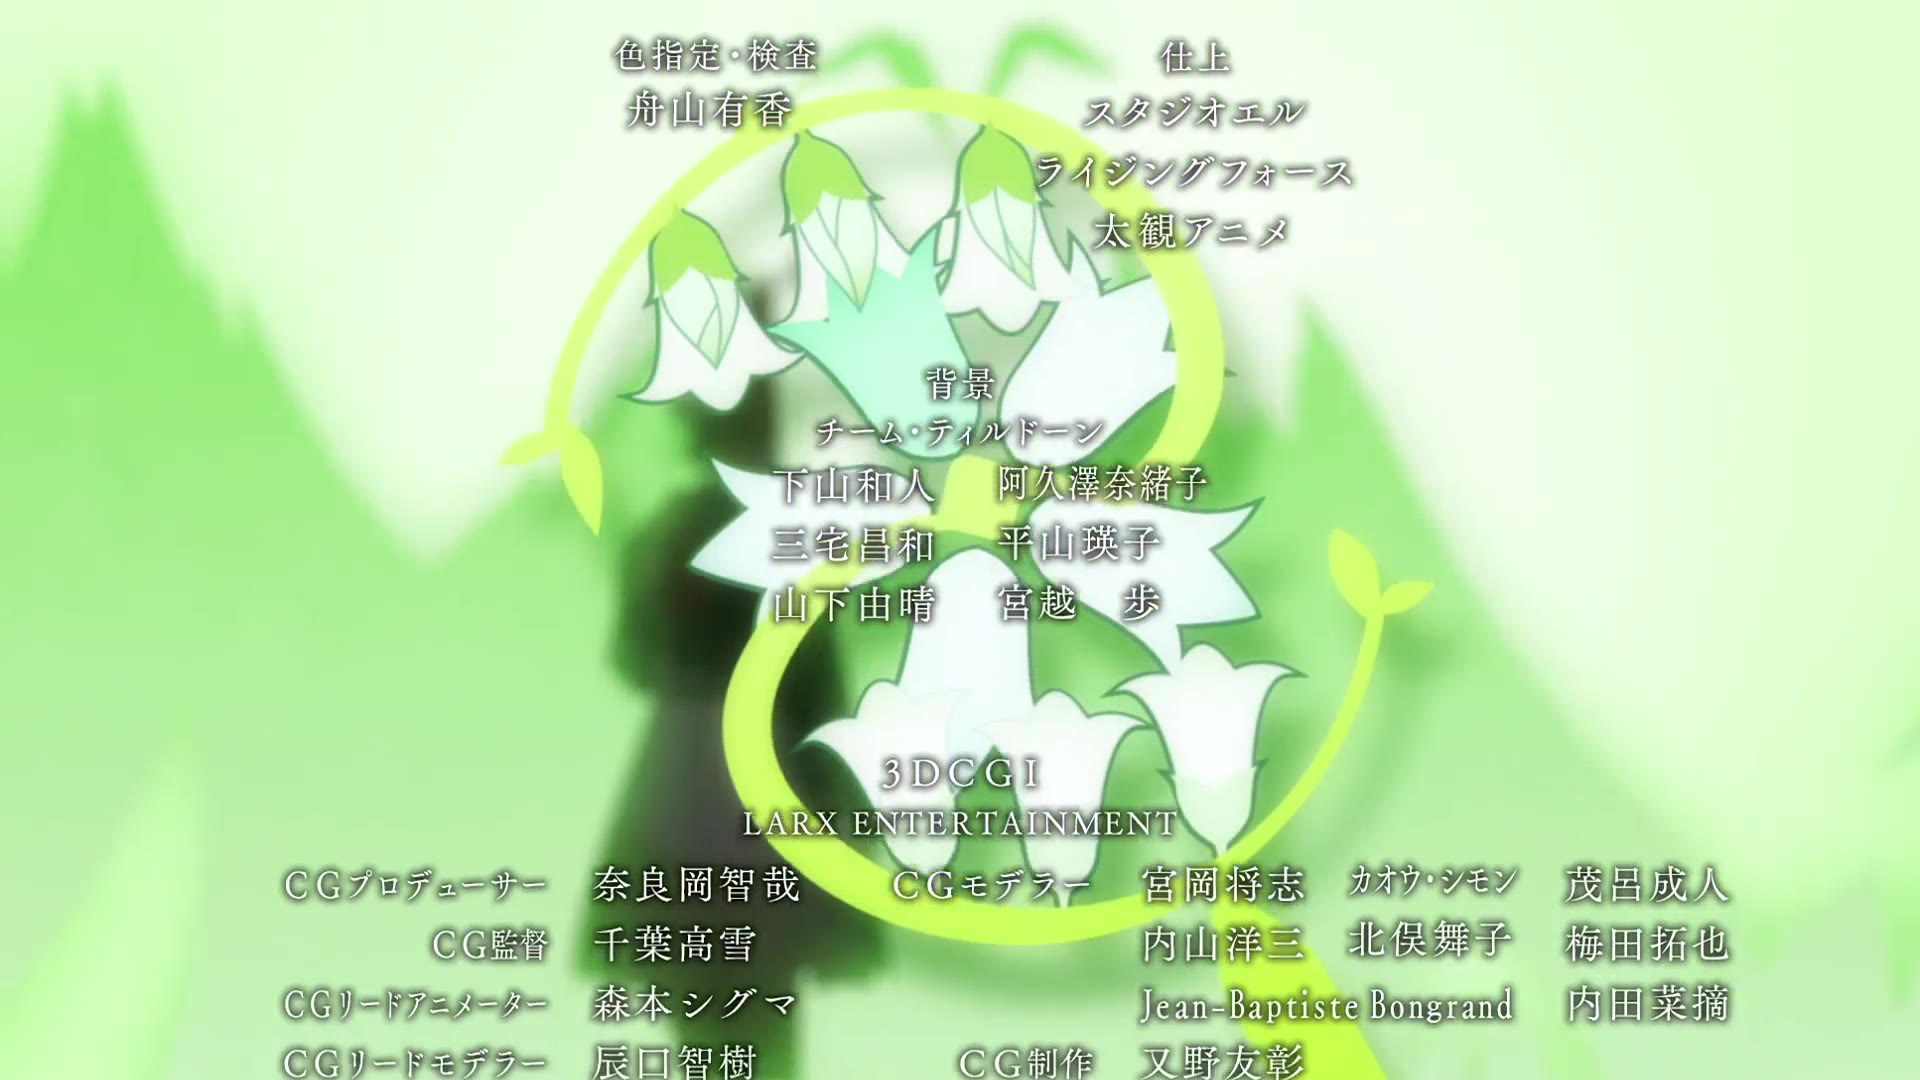 色指定・検査
舟山有香
仕上
スタジオエル
ライジングフォース
太観アニメ
背景
チーム・ティルドーン
下山和人　阿久澤奈緒子
三宅昌和　平山瑛子
山下由晴　宮越　歩
3DCGI
LARX ENTERTAINMENT
CGプロデューサー　奈良岡智哉
CG監督　千葉高雪
CGリードアニメーター　森本シグマ
CGリードモデラー　辰口智樹
CGモデラー　宮岡将志　カオウ・シモン　茂呂成人
内山洋三　北俣舞子　梅田拓也
Jean-Baptiste Bongrand　内田菜摘
CG制作　又野友彰